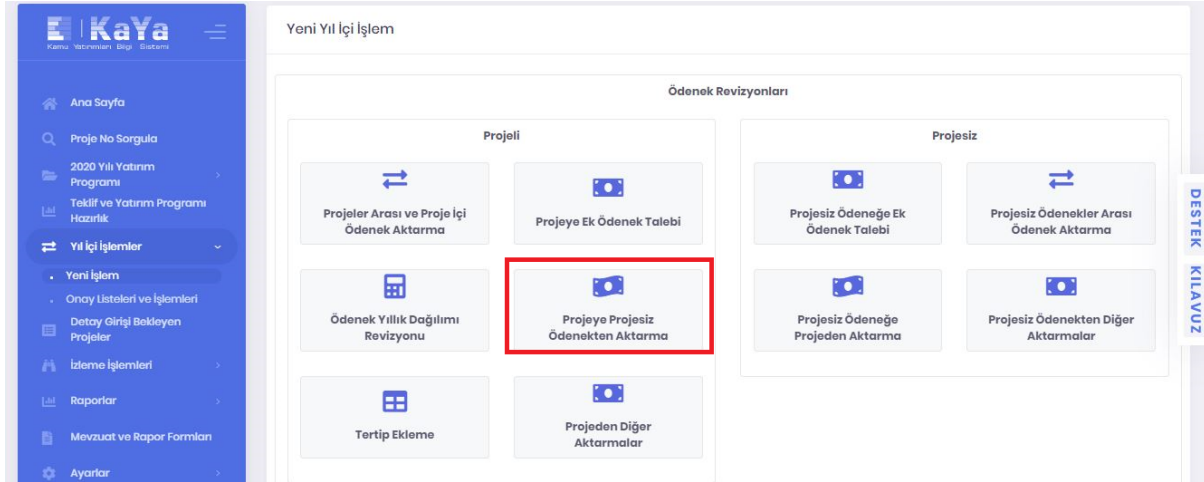 KaYa
Kamu Yatırımları Bilgi Sistemi
Ana Sayfa
Proje No Sorgula
2020 Yılı Yatırım
Programı
Teklif ve Yatırım Programı
Hazırlık
Yıl İçi İşlemler
Yeni İşlem
Onay Listeleri ve İşlemleri
Detay Girişi Bekleyen
Projeler
İzleme İşlemleri
Raporlar
Mevzuat ve Rapor Formları
Ayarlar
Yeni Yıl İçi İşlem
Ödenek Revizyonları
Projeli
Projeler Arası ve Proje İçi
Ödenek Aktarma
Projeye Ek Ödenek Talebi
Ödenek Yıllık Dağılımı
Revizyonu
Projeye Projesiz
Ödenekten Aktarma
Tertip Ekleme
Projeden Diğer
Aktarmalar
Projesiz
Projesiz Ödeneğe Ek
Ödenek Talebi
Projesiz Ödenekler Arası
Ödenek Aktarma
Projesiz Ödeneğe
Projeden Aktarma
Projesiz Ödenekten Diğer
Aktarmalar
DESTEK
KILAVUZ